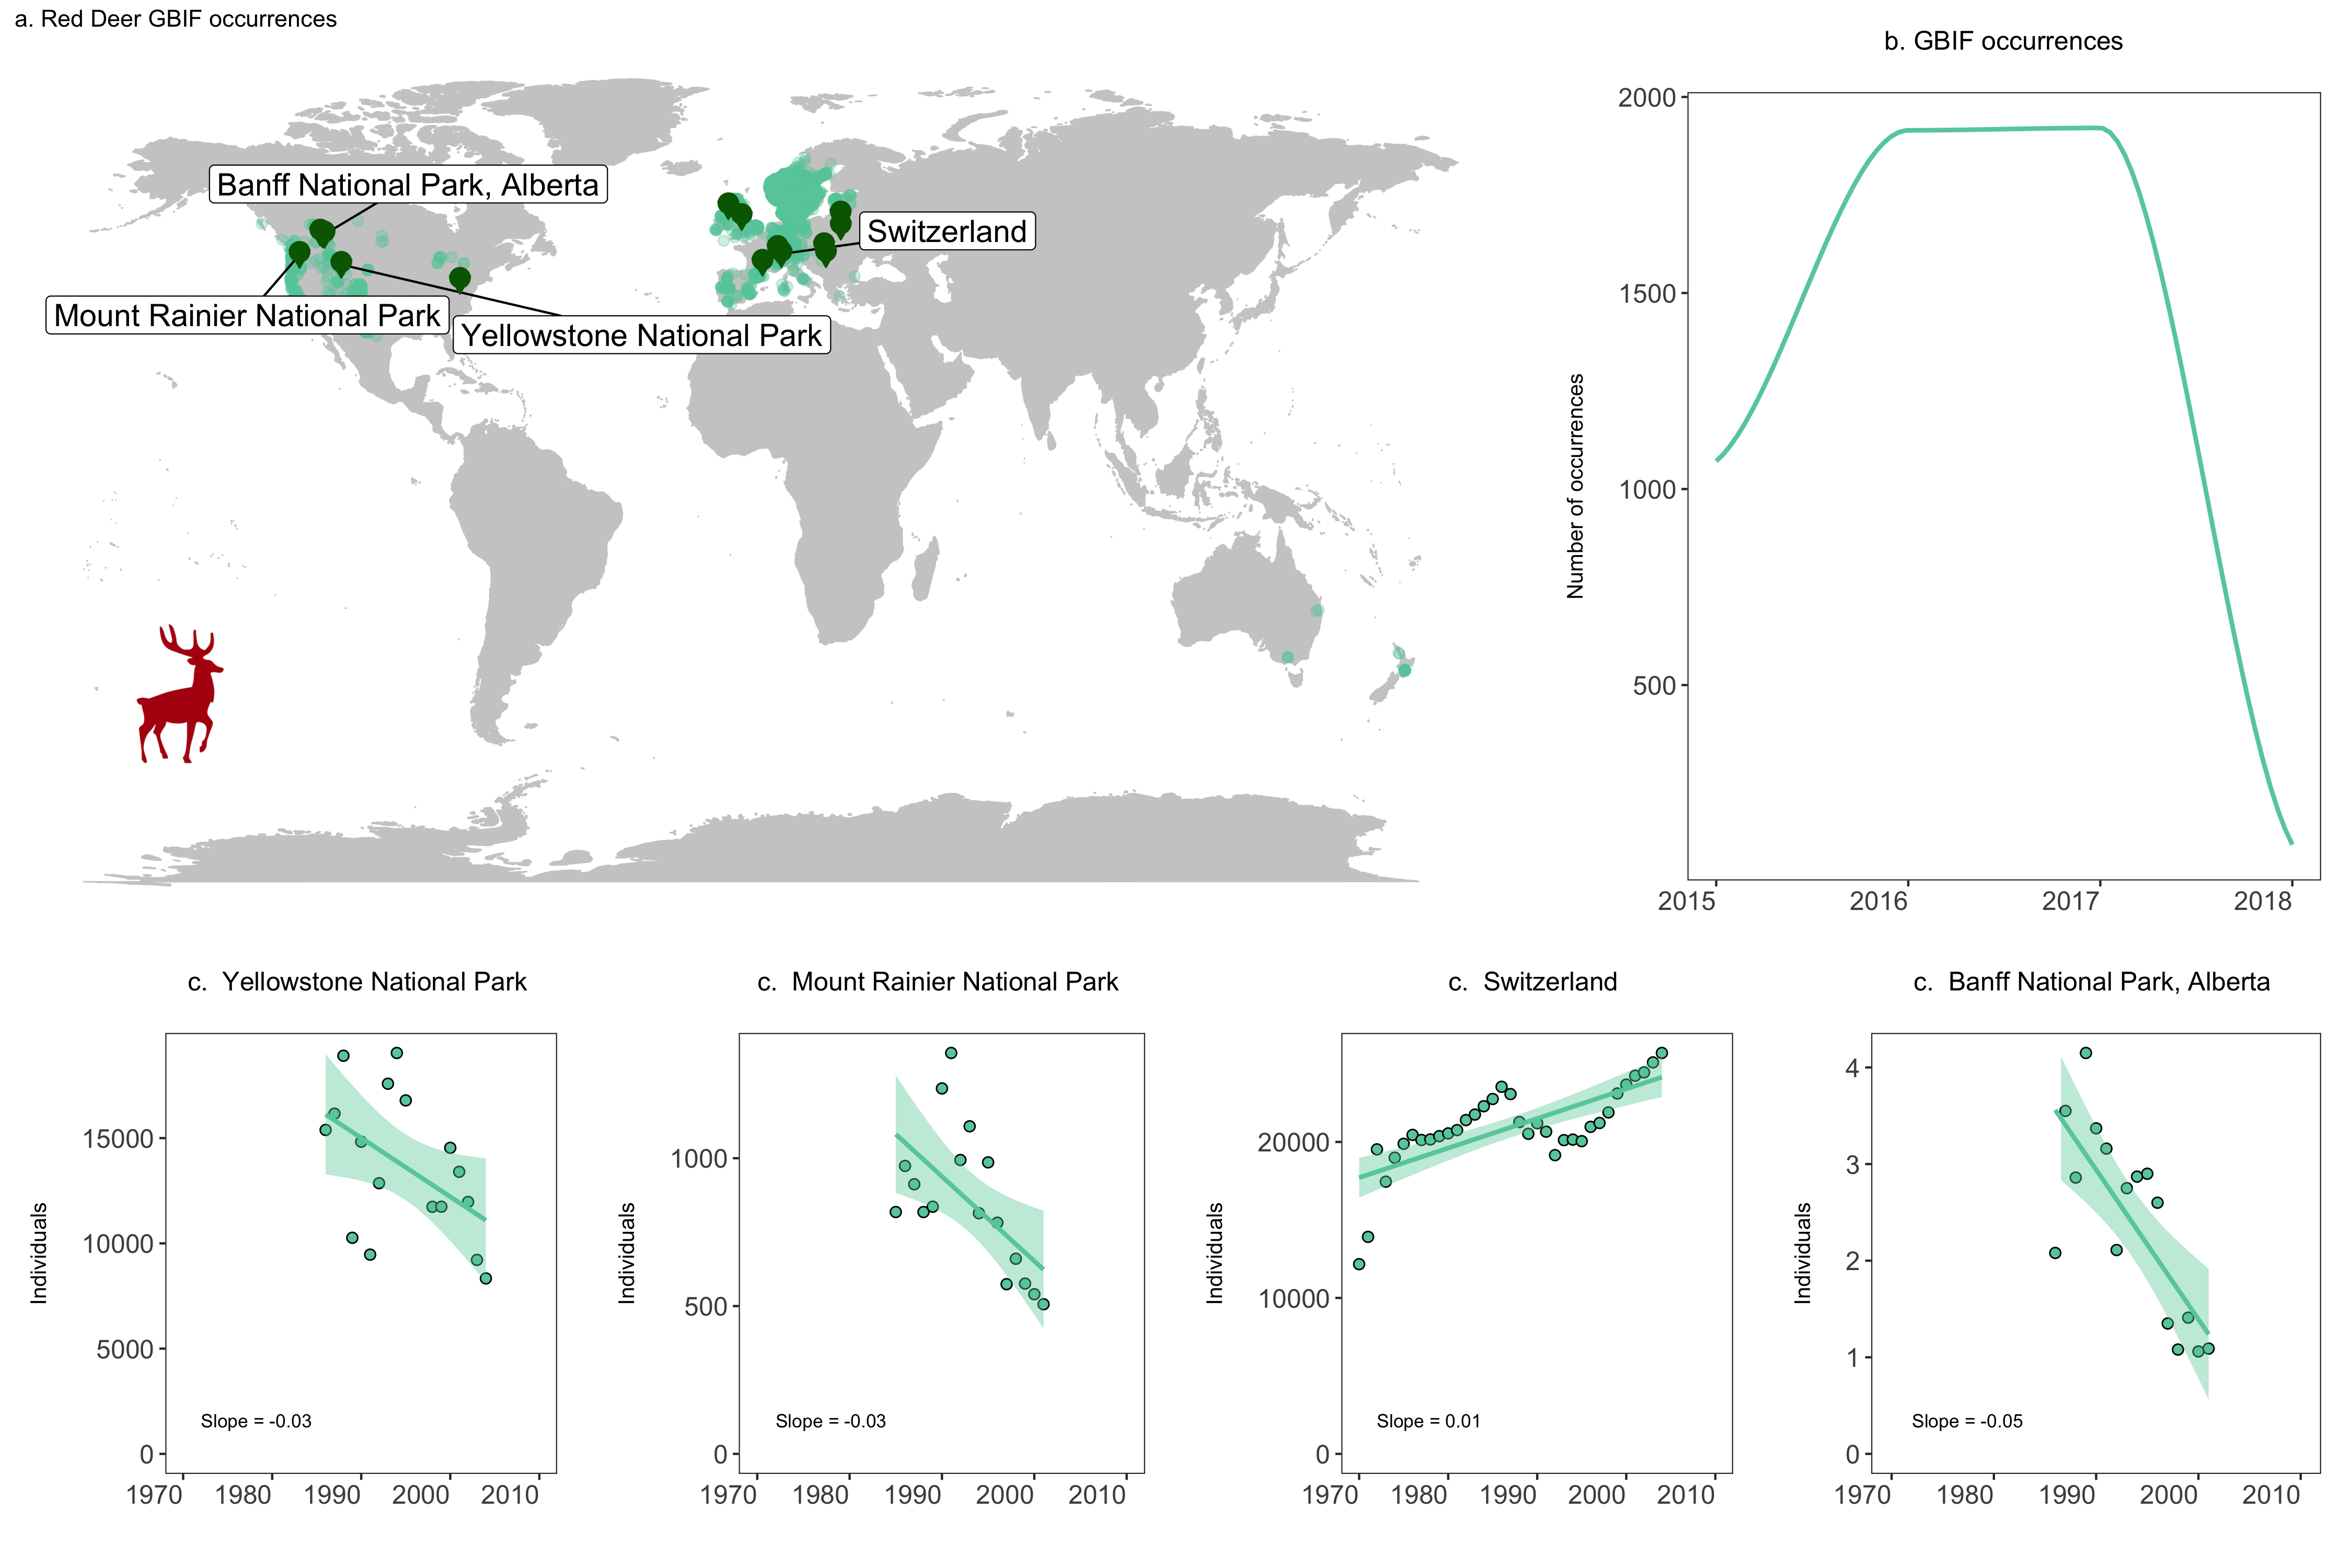 a. Red Deer GBIF occurrences
Banff National Park, Alberta
Switzerland
Mount Rainier National Park
Yellowstone National Park
b. GBIF occurrences
Number of occurrences
2000
1500
1000
500
2015 2016 2017 2018
c. Yellowstone National Park
Individuals
15000
10000
5000
0
Slope = -0.03
1970 1980 1990 2000 2010
c. Mount Rainier National Park
Individuals
1000
500
0
Slope = -0.03
1970 1980 1990 2000 2010
c. Switzerland
Individuals
20000
10000
0
Slope = 0.01
1970 1980 1990 2000 2010
c. Banff National Park, Alberta
Individuals
4
3
2
1
0
Slope = -0.05
1970 1980 1990 2000 2010